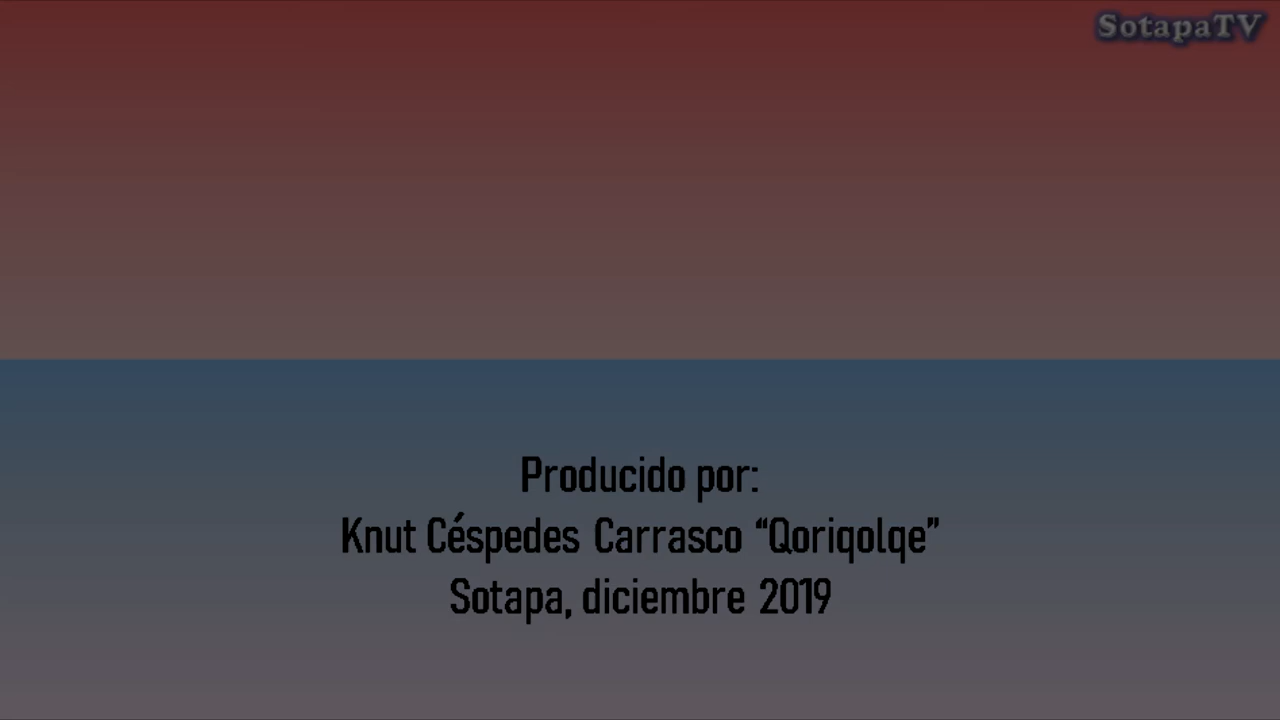 SotapaTV
Producido por:
Knut Céspedes Carrasco “Qoriqolqe”
Sotapa, diciembre 2019